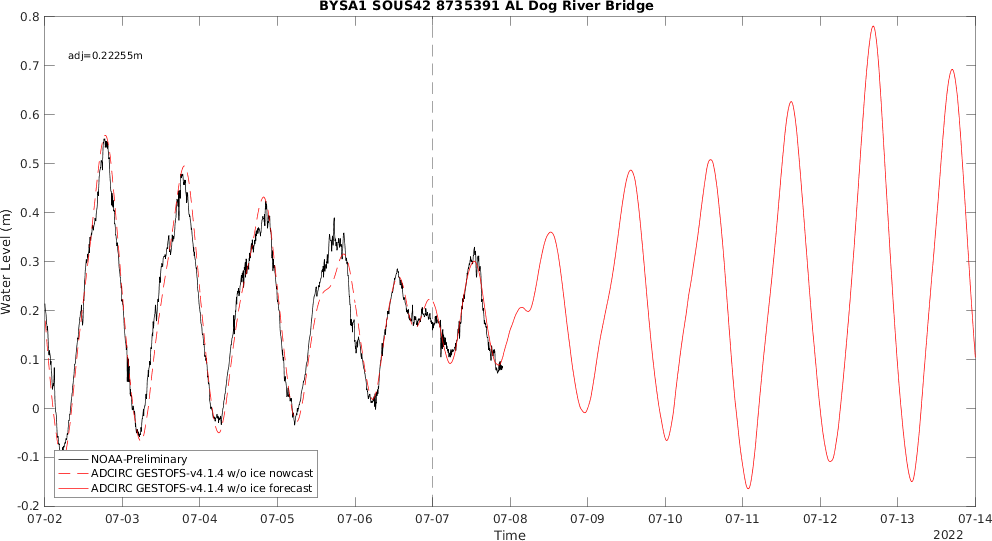 BYSA1 SOUS42 8735391 AL Dog River Bridge
adj=0.22255m
0.8
0.7
0.6
0.5
0.4
0.3
0.2
0.1
0
-0.1
-0.2
Water Level (m)
NOAA-Preliminary
ADCIRC GESTOFS-v4.1.4 w/o ice nowcast
ADCIRC GESTOFS-v4.1.4 w/o ice forecast
07-02 07-03 07-04 07-05 07-06 07-07 07-08 07-09 07-10 07-11 07-12 07-13 07-14
Time
2022